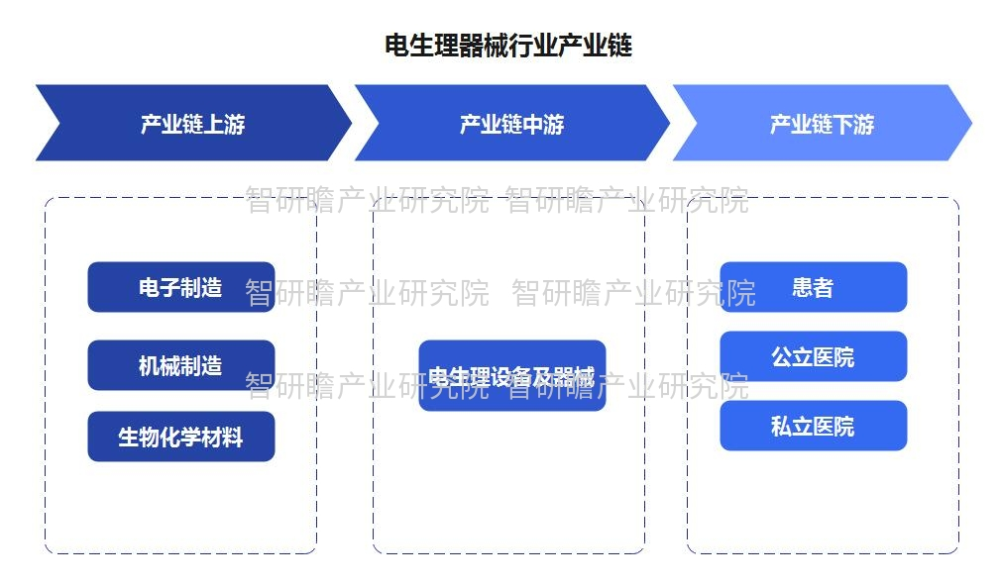 电生理器械行业产业链
产业链上游
产业链中游
产业链下游
智研瞻产业研究院 智研瞻产业研究院
电子制造
机械制造
生物化学材料
智研瞻产业研究院 智研瞻产业研究院
电生理设备及器械
智研瞻产业研究院 智研瞻产业研究院
患者
公立医院
私立医院